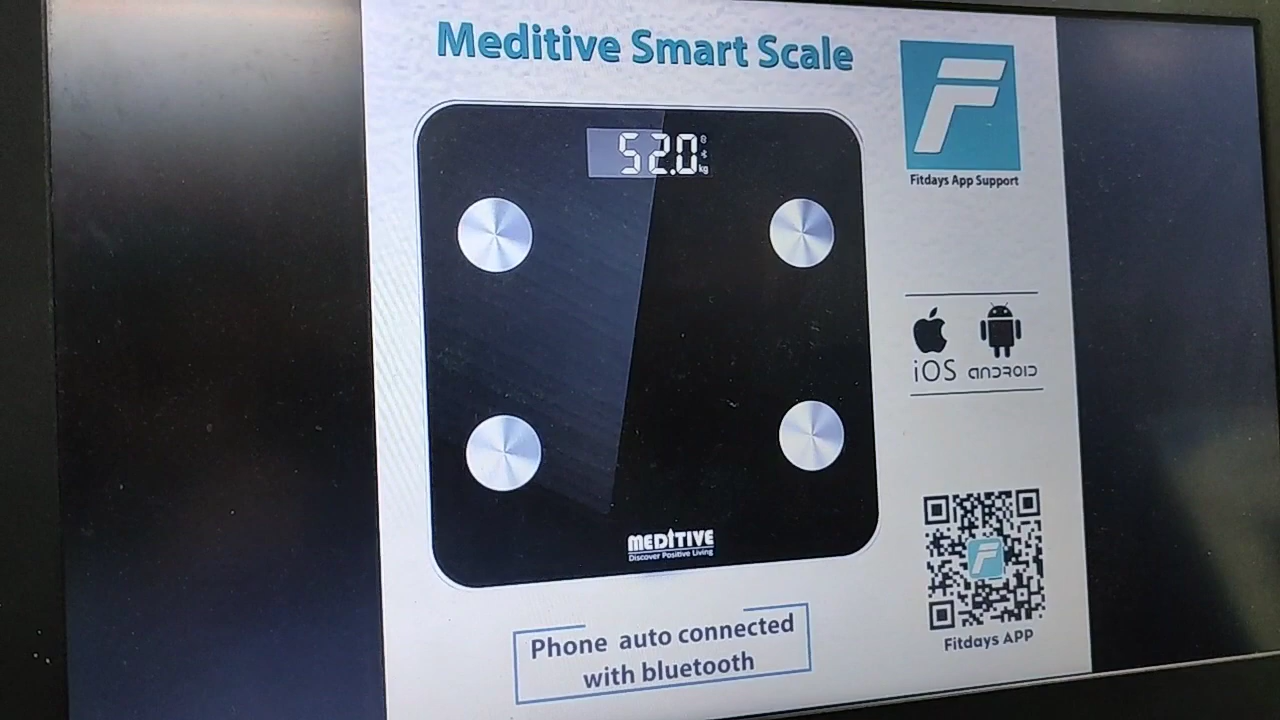 Meditive Smart Scale
52.0
kg
Fitdays App Support
iOS android
MEDITIVE
Discover Positive Living
Phone auto connected
with bluetooth
Fitdays APP